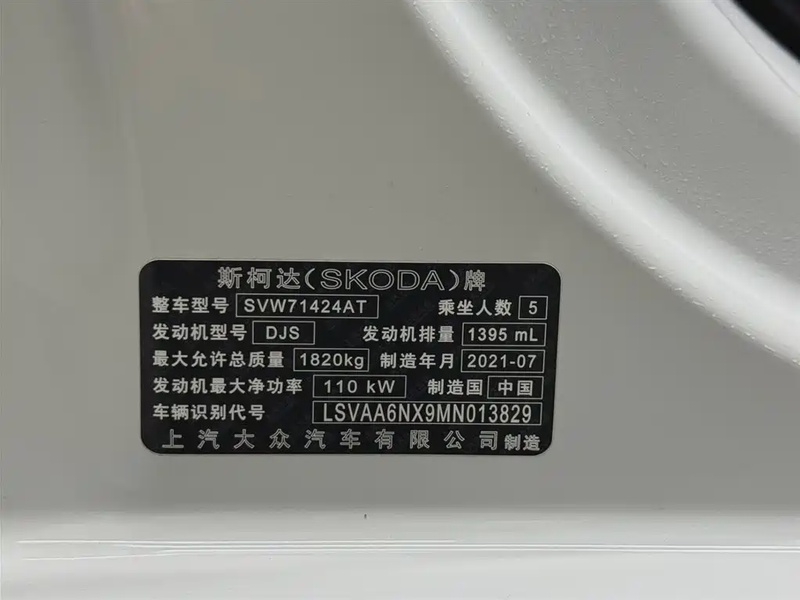 斯柯达(SKODA)牌
整车型号 SVW71424AT 乘坐人数 5
发动机型号 DJS 发动机排量 1395 mL
最大允许总质量 1820kg 制造年月 2021-07
发动机最大净功率 110 kW 制造国 中国
车辆识别代号 LSVAA6NX9MN013829
上汽大众汽车有限公司制造